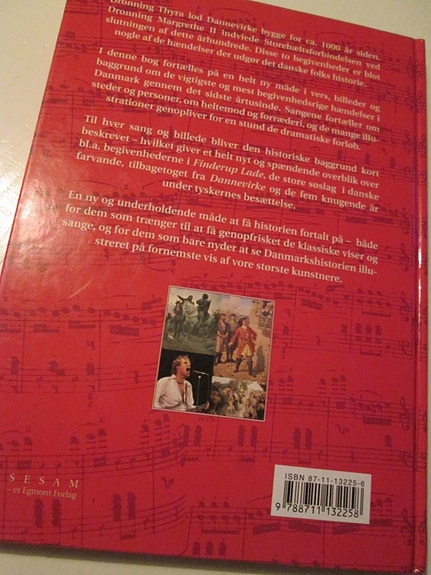 Dronning Thyra lod Dannevirke bygge for ca. 1000 år siden.
Dronning Margrethe II indviede Storebæltsforbindelsen ved
slutningen af dette århundrede. Disse to begivenheder er blot
nogle af de hændelser der udgør det danske folks historie.
I denne bog fortælles på en helt ny måde i vers, billeder og
baggrund om de vigtigste og mest begivenhedsrige hændelser i
Danmark gennem det sidste årtusinde. Sangene fortæller om
steder og personer, om heltemod og forræderi, og de mange illu-
strationer genopliver for en stund de dramatiske forløb.
Til hver sang og billede bliver den historiske baggrund kort
beskrevet – hvilket giver et helt nyt og spændende overblik over
bl.a. begivenhederne i Finderup Lade, de store søslag i danske
farvande, tilbagetoget fra Dannevirke og de fem knugende år
under tyskernes besættelse.
En ny og underholdende måde at få historien fortalt på – både
for dem som trænger til at få genopfrisket de klassiske viser og
sange, og for dem som bare nyder at se Danmarkshistorien illu-
streret på fornemste vis af vore største kunstnere.
SESAM
– et Egmont Forlag
ISBN 87-11-13225-6
9 788711 132258